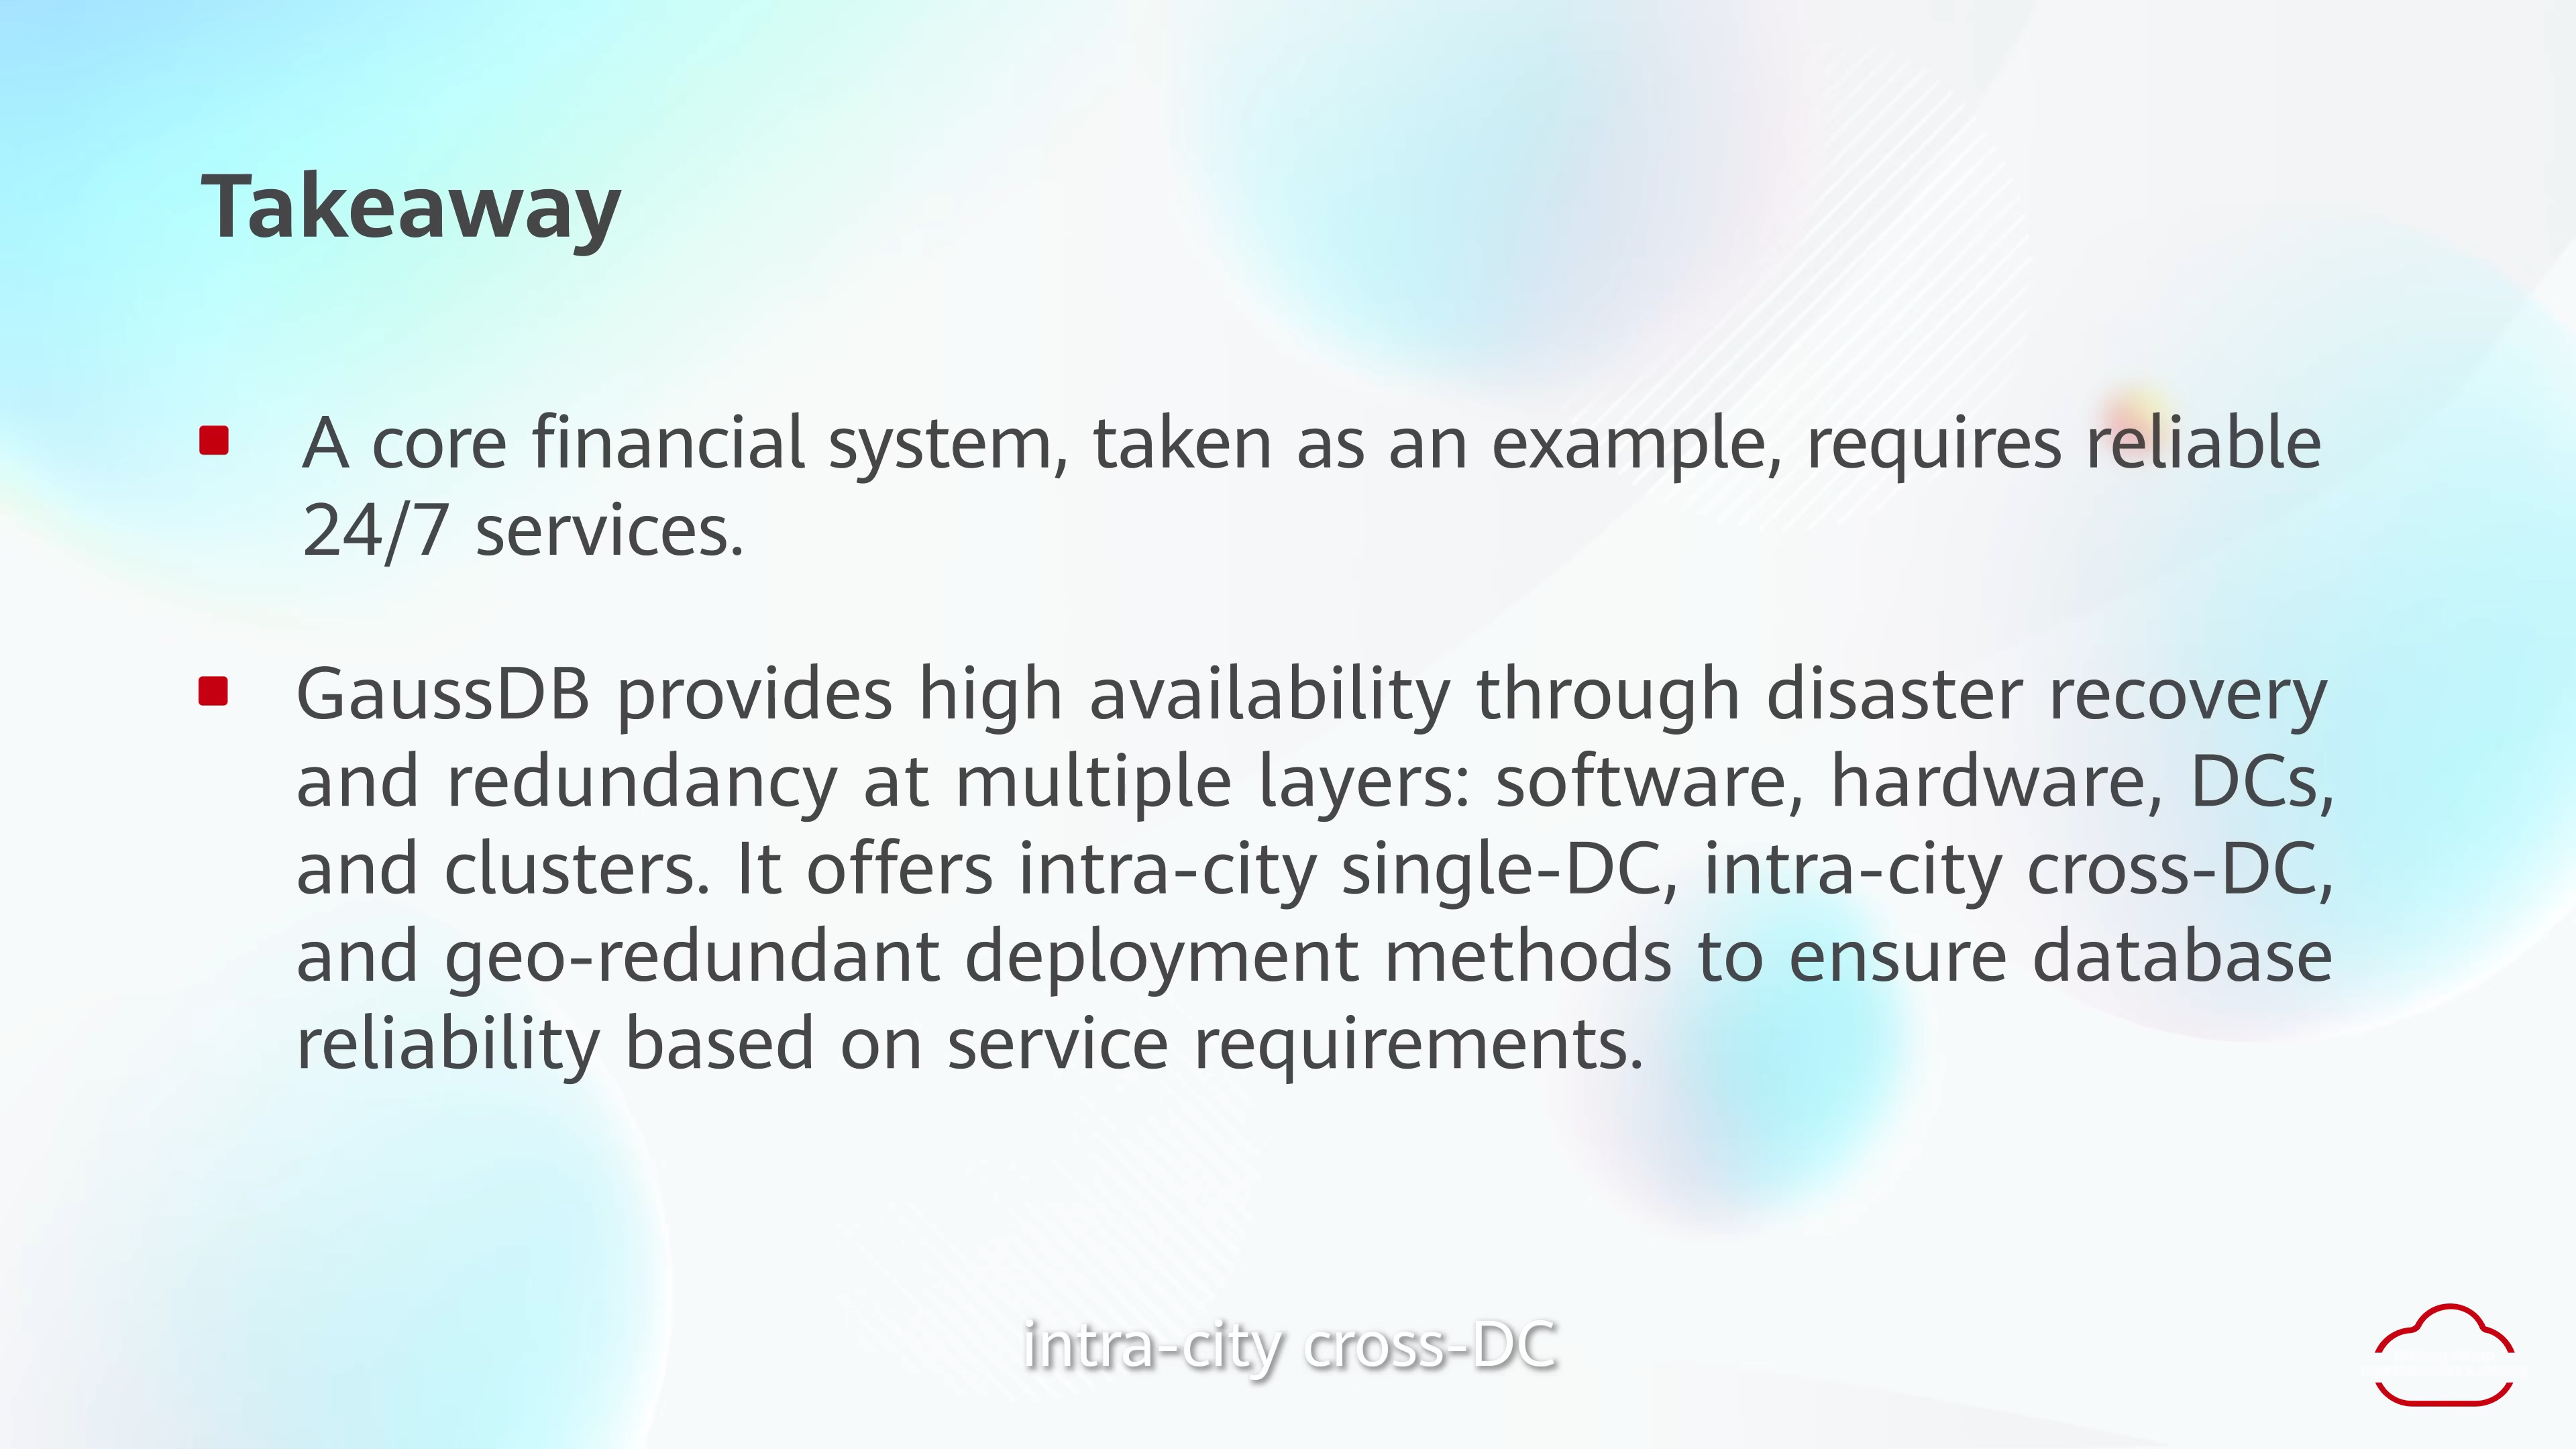 Takeaway
A core financial system, taken as an example, requires reliable
24/7 services.
GaussDB provides high availability through disaster recovery
and redundancy at multiple layers: software, hardware, DCs,
and clusters. It offers intra-city single-DC, intra-city cross-DC,
and geo-redundant deployment methods to ensure database
reliability based on service requirements.
intra-city cross-DC